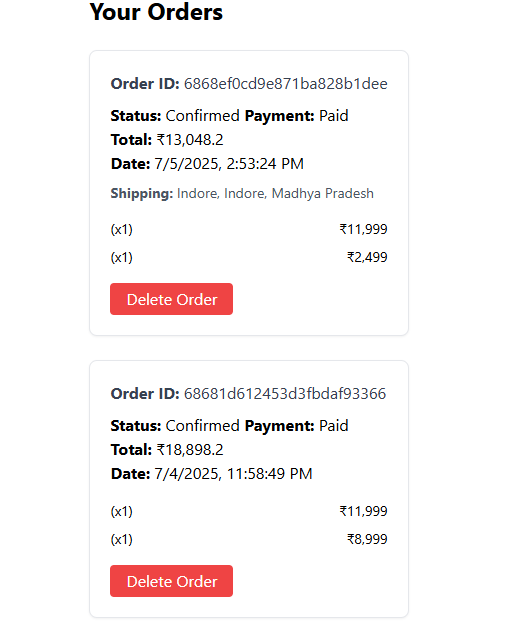 Your Orders
Order ID: 6868ef0cd9e871ba828b1dee
Status: Confirmed Payment: Paid
Total: ₹13,048.2
Date: 7/5/2025, 2:53:24 PM
Shipping: Indore, Indore, Madhya Pradesh
(x1) ₹11,999
(x1) ₹2,499
Delete Order
Order ID: 68681d612453d3fbdaf93366
Status: Confirmed Payment: Paid
Total: ₹18,898.2
Date: 7/4/2025, 11:58:49 PM
(x1) ₹11,999
(x1) ₹8,999
Delete Order